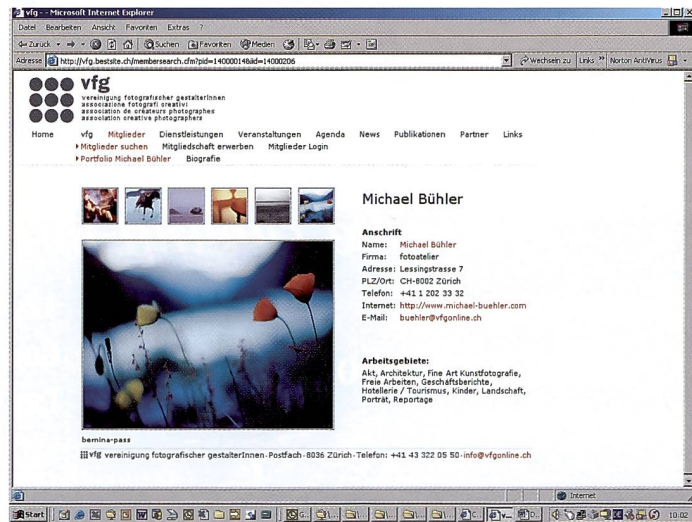 vfg - - Microsoft Internet Explorer
Datei Bearbeiten Ansicht Favoriten Extras ?
Zurück Suchen Favoriten Medien
Adresse http://vfg.bestsite.ch/membersearch.cfm?pid=14000014&iid=14000206 Wechseln zu Links » Norton AntiVirus
vfg
vereinigung fotografischer gestalterInnen
associazione fotografi creativi
association de créateurs photographes
association creative photographers
Home vfg Mitglieder Dienstleistungen Veranstaltungen Agenda News Publikationen Partner Links
Mitglieder suchen Mitgliedschaft erwerben Mitglieder Login
Portfolio Michael Bühler Biografie
Michael Bühler
Anschrift
Name: Michael Bühler
Firma: fotoatelier
Adresse: Lessingstrasse 7
PLZ/Ort: CH-8002 Zürich
Telefon: +41 1 202 33 32
Internet: http://www.michael-buehler.com
E-Mail: buehler@vfgonline.ch
Arbeitsgebiete:
Akt, Architektur, Fine Art Kunstfotografie,
Freie Arbeiten, Geschäftsberichte,
Hotellerie / Tourismus, Kinder, Landschaft,
Porträt, Reportage
bernina-pass
vfg vereinigung fotografischer gestalterInnen·Postfach·8036 Zürich·Telefon: +41 43 322 05 50·info@vfgonline.ch
Internet
Start 10:02